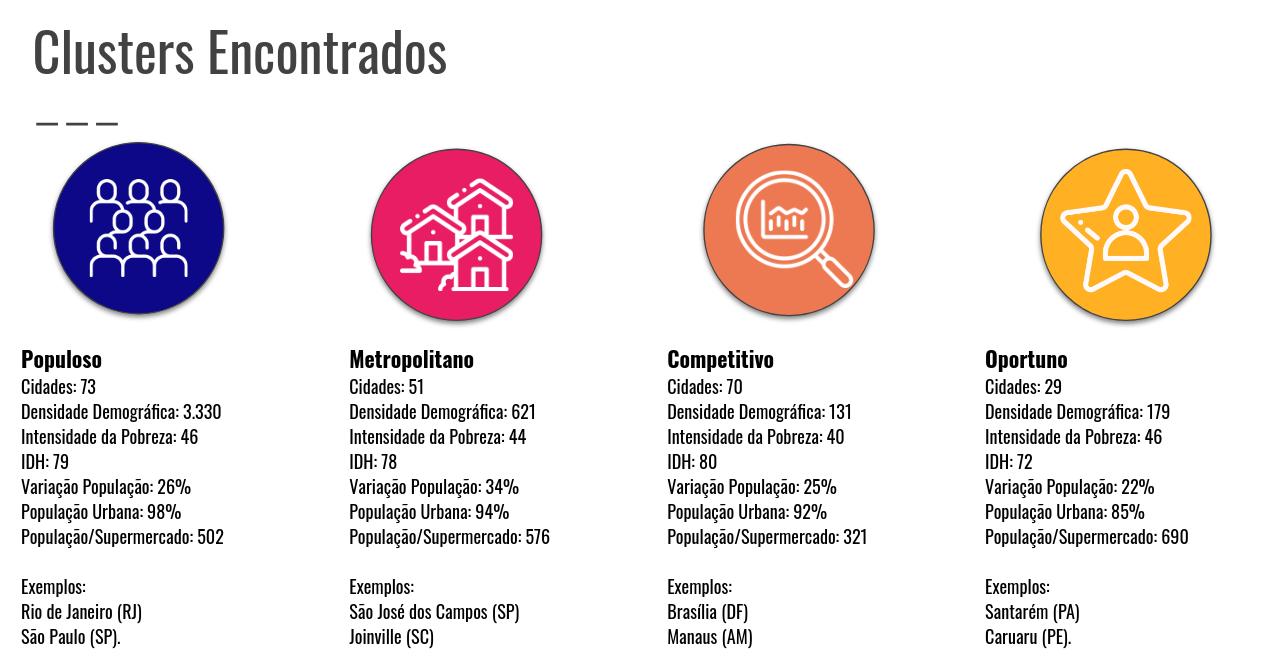 Clusters Encontrados
Populoso
Cidades: 73
Densidade Demográfica: 3.330
Intensidade da Pobreza: 46
IDH: 79
Variação População: 26%
População Urbana: 98%
População/Supermercado: 502
Exemplos:
Rio de Janeiro (RJ)
São Paulo (SP).
Metropolitano
Cidades: 51
Densidade Demográfica: 621
Intensidade da Pobreza: 44
IDH: 78
Variação População: 34%
População Urbana: 94%
População/Supermercado: 576
Exemplos:
São José dos Campos (SP)
Joinville (SC)
Competitivo
Cidades: 70
Densidade Demográfica: 131
Intensidade da Pobreza: 40
IDH: 80
Variação População: 25%
População Urbana: 92%
População/Supermercado: 321
Exemplos:
Brasília (DF)
Manaus (AM)
Oportuno
Cidades: 29
Densidade Demográfica: 179
Intensidade da Pobreza: 46
IDH: 72
Variação População: 22%
População Urbana: 85%
População/Supermercado: 690
Exemplos:
Santarém (PA)
Caruaru (PE).